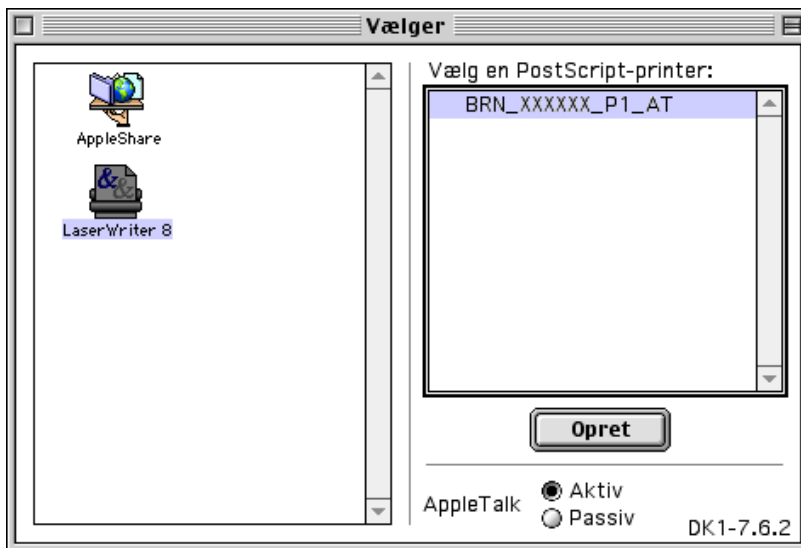 Vælger
AppleShare
LaserWriter 8
Vælg en PostScript-printer:
BRN_XXXXXX_P1_AT
Opret
AppleTalk
Aktiv
Passiv
DK1-7.6.2